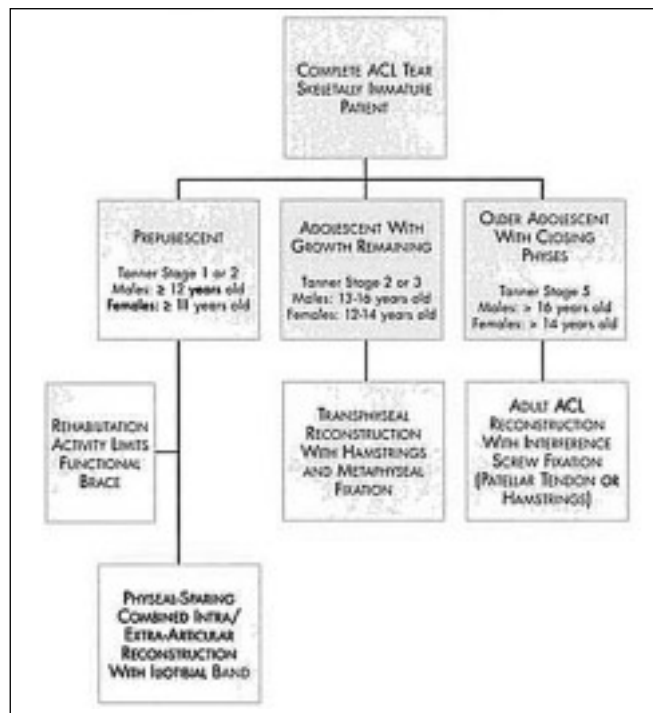 COMPLETE ACL TEAR
SKELETALLY IMMATURE
PATIENT
PREPUBESCENT
Tanner Stage 1 or 2
Males: ≥ 12 years old
Females: ≥ 11 years old
ADOLESCENT WITH
GROWTH REMAINING
Tanner Stage 2 or 3
Males: 13-16 years old
Females: 12-14 years old
OLDER ADOLESCENT
WITH CLOSING
PHYSES
Tanner Stage 5
Males: > 16 years old
Females: > 14 years old
REHABILITATION
ACTIVITY LIMITS
FUNCTIONAL
BRACE
TRANSPHYSEAL
RECONSTRUCTION
WITH HAMSTRINGS
AND METAPHYSEAL
FIXATION
ADULT ACL
RECONSTRUCTION
WITH INTERFERENCE
SCREW FIXATION
(PATELLAR TENDON OR
HAMSTRINGS)
PHYSEAL-SPARING
COMBINED INTRA/
EXTRA-ARTICULAR
RECONSTRUCTION
WITH ILIOTIBIAL BAND